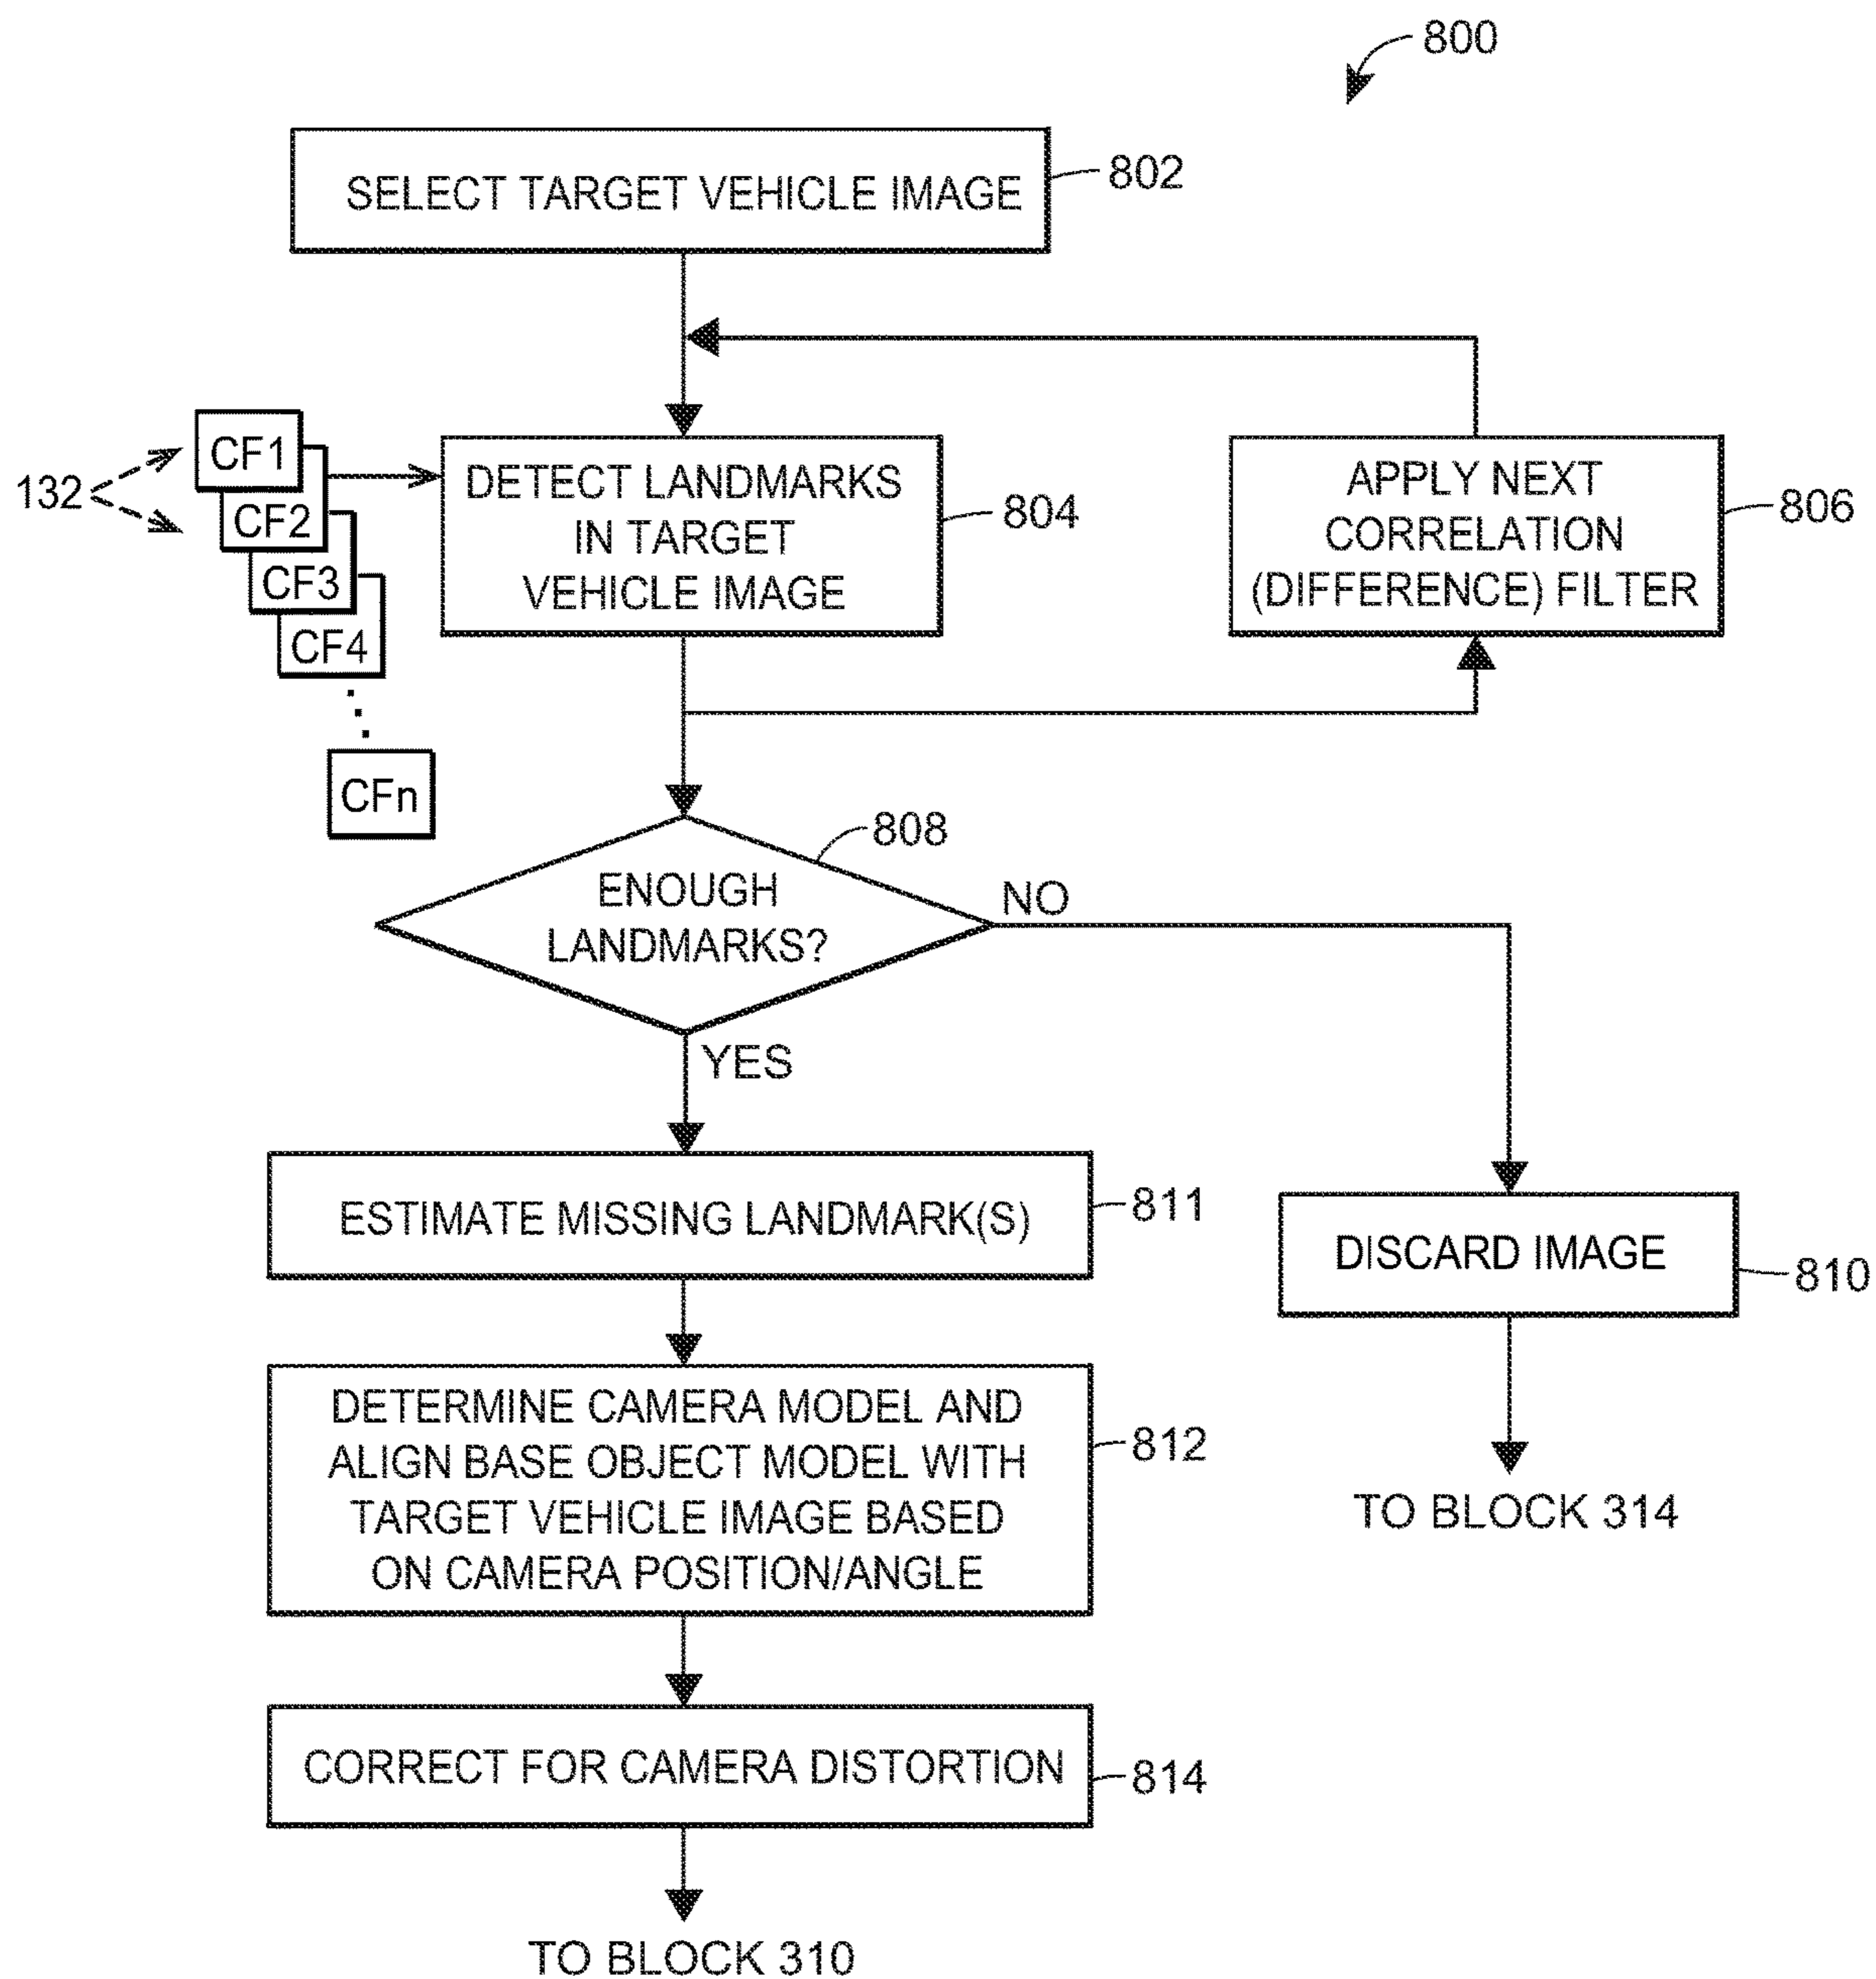 800
SELECT TARGET VEHICLE IMAGE
802
CF1
CF2
CF3
CF4
CFn
132
DETECT LANDMARKS
IN TARGET
VEHICLE IMAGE
804
APPLY NEXT
CORRELATION
(DIFFERENCE) FILTER
806
ENOUGH
LANDMARKS?
808
NO
YES
ESTIMATE MISSING LANDMARK(S)
811
DISCARD IMAGE
810
DETERMINE CAMERA MODEL AND
ALIGN BASE OBJECT MODEL WITH
TARGET VEHICLE IMAGE BASED
ON CAMERA POSITION/ANGLE
812
TO BLOCK 314
CORRECT FOR CAMERA DISTORTION
814
TO BLOCK 310